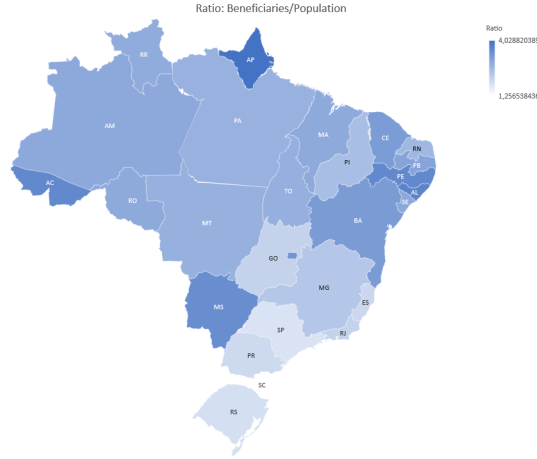 Ratio: Beneficiaries/Population
Ratio
4,028820389
1,256538436
RR
AP
AM
PA
MA
CE
RN
PI
PB
PE
AC
AL
TO
SE
RO
BA
MT
GO
MG
MS
ES
SP
RJ
PR
SC
RS